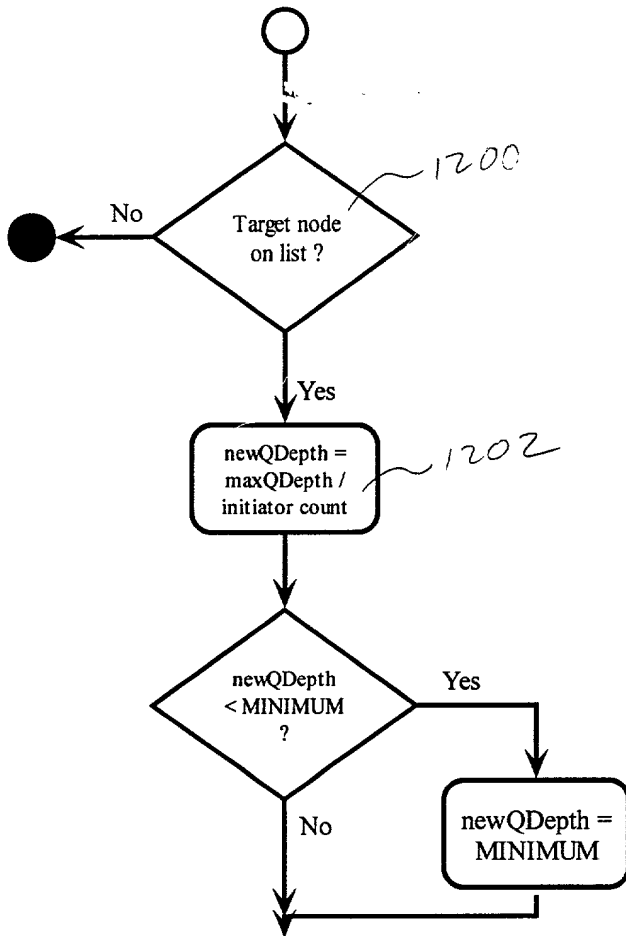 1200
Target node
on list ?
No
Yes
newQDepth =
maxQDepth /
initiator count
1202
newQDepth
< MINIMUM
?
Yes
No
newQDepth =
MINIMUM